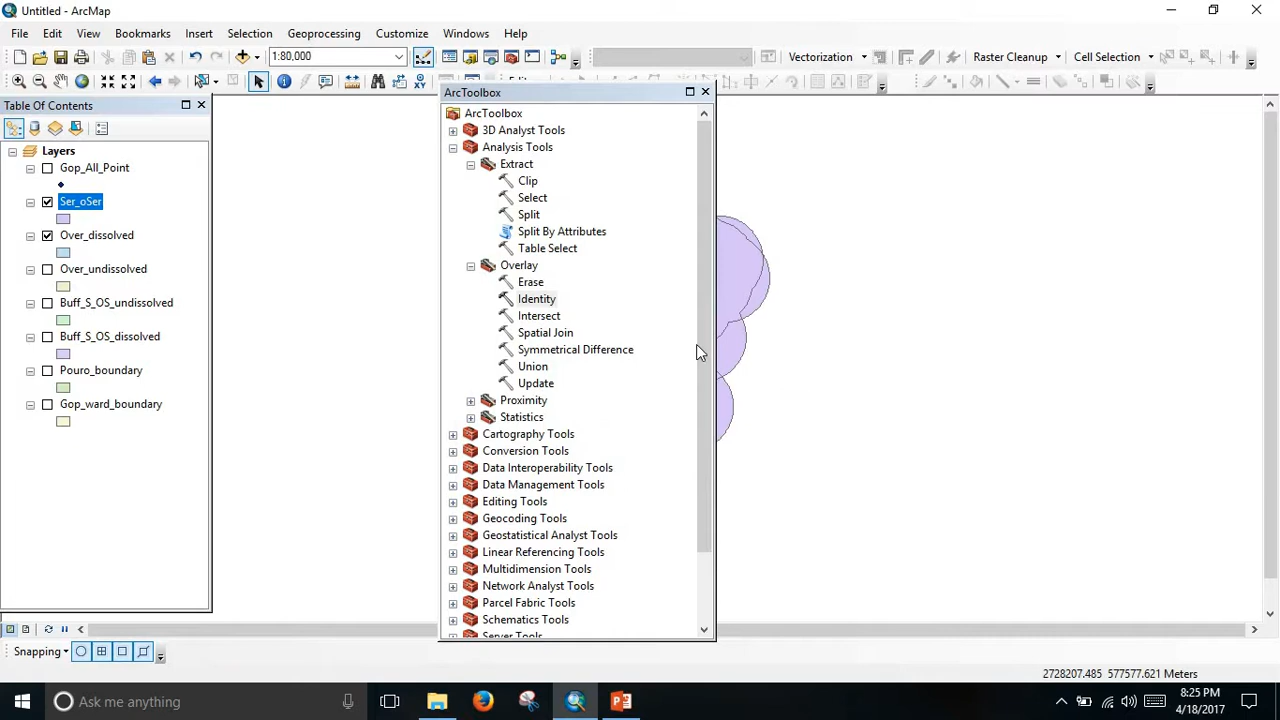 Untitled - ArcMap
File Edit View Bookmarks Insert Selection Geoprocessing Customize Windows Help
1:80,000 Vectorization Raster Cleanup Cell Selection
Table Of Contents
Layers
Gop_All_Point
Ser_oSer
Over_dissolved
Over_undissolved
Buff_S_OS_undissolved
Buff_S_OS_dissolved
Pouro_boundary
Gop_ward_boundary
ArcToolbox
ArcToolbox
3D Analyst Tools
Analysis Tools
Extract
Clip
Select
Split
Split By Attributes
Table Select
Overlay
Erase
Identity
Intersect
Spatial Join
Symmetrical Difference
Union
Update
Proximity
Statistics
Cartography Tools
Conversion Tools
Data Interoperability Tools
Data Management Tools
Editing Tools
Geocoding Tools
Geostatistical Analyst Tools
Linear Referencing Tools
Multidimension Tools
Network Analyst Tools
Parcel Fabric Tools
Schematics Tools
Server Tools
Snapping
2728207.485 577577.621 Meters
Ask me anything
8:25 PM
4/18/2017